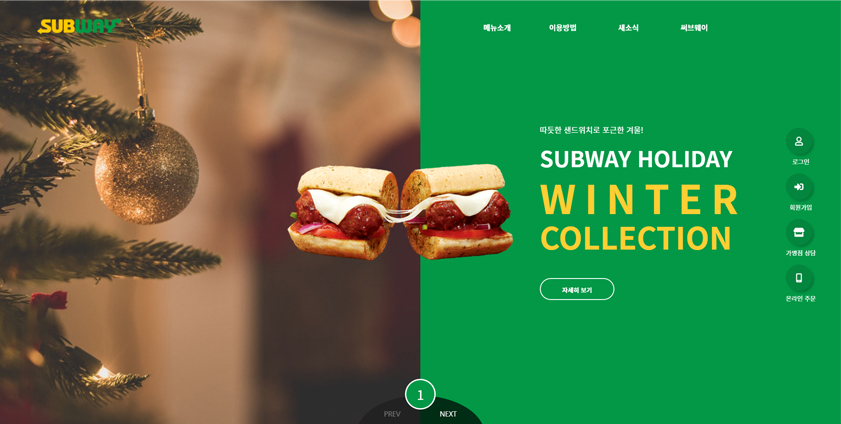 SUBWAY
메뉴소개
이용방법
새소식
써브웨이
따듯한 샌드위치로 포근한 겨울!
SUBWAY HOLIDAY
WINTER
COLLECTION
자세히 보기
로그인
회원가입
가맹점 상담
온라인 주문
1
PREV
NEXT